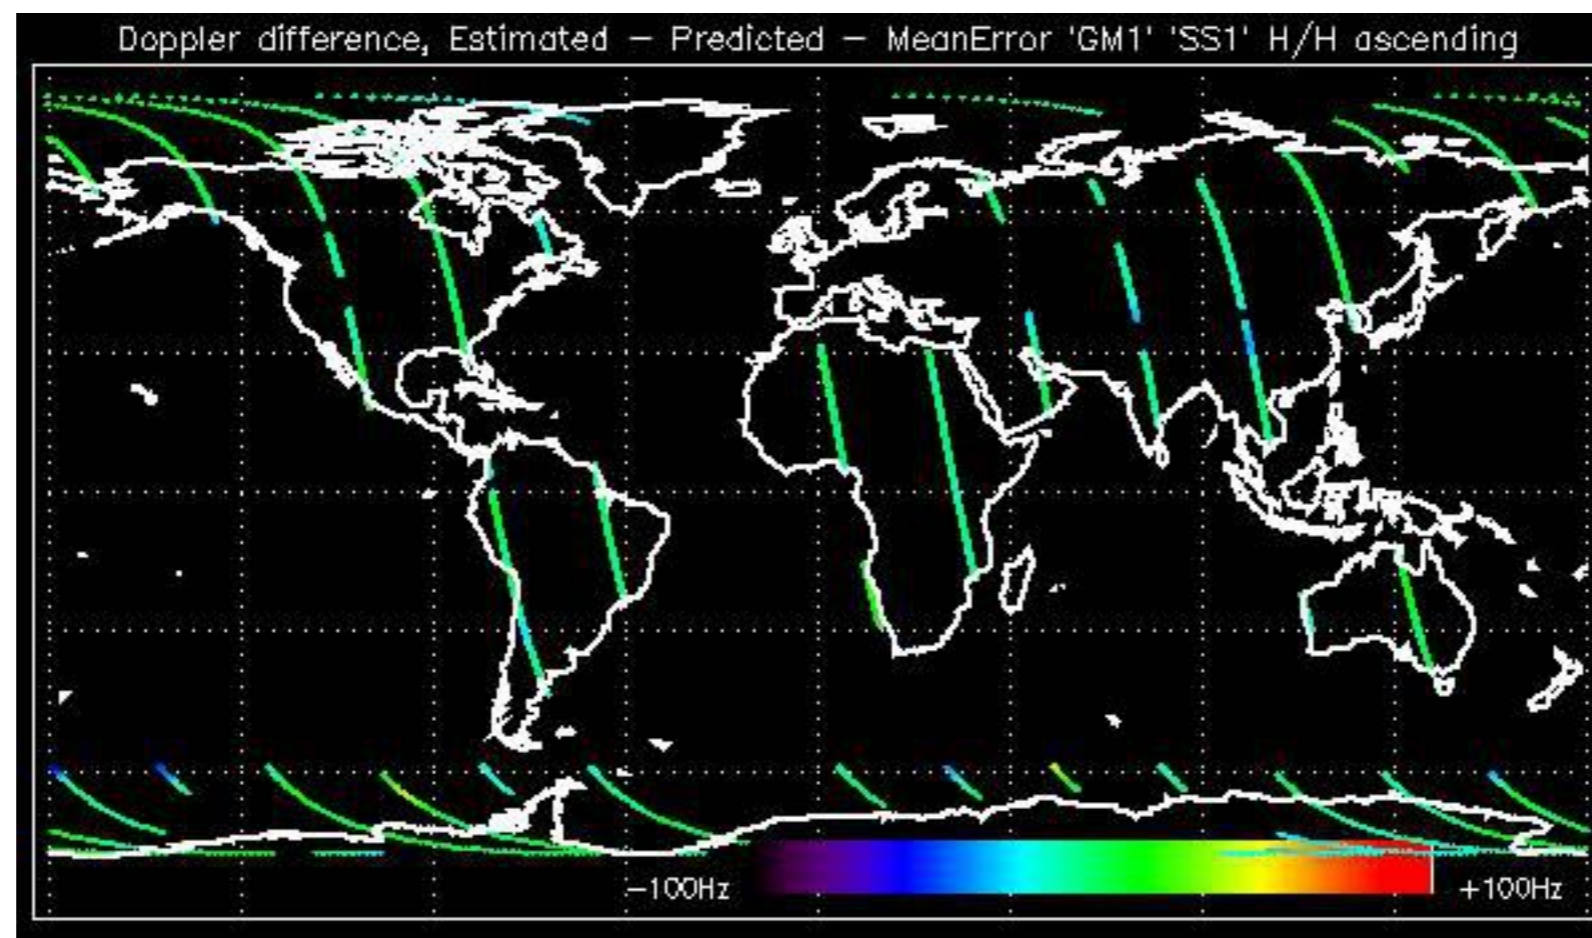 Doppler difference, Estimated – Predicted – MeanError 'GM1' 'SS1' H/H ascending
–100Hz
+100Hz